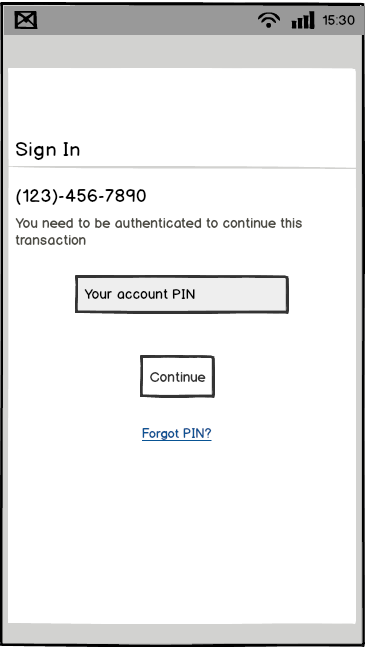 15:30
Sign In
(123)-456-7890
You need to be authenticated to continue this
transaction
Your account PIN
Continue
Forgot PIN?